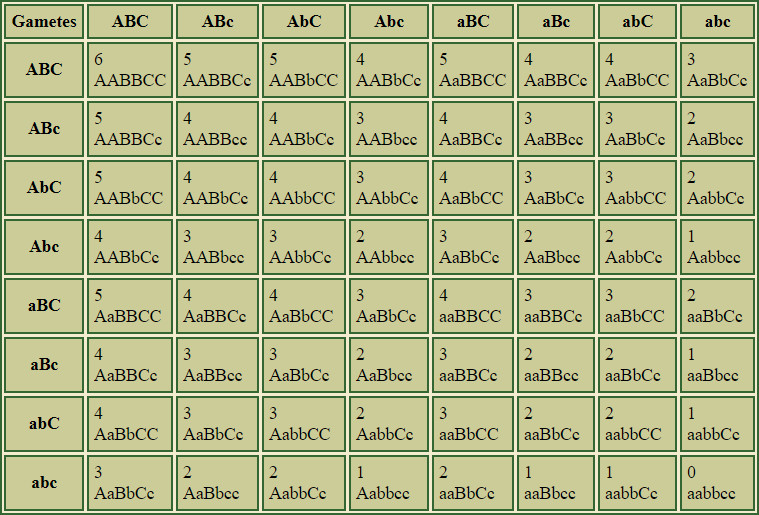 Gametes ABC ABc AbC Abc aBC aBc abC abc
ABC 6 5 5 4 5 4 4 3
AABBCC AABBCc AABbCC AABbCc AaBBCC AaBBCc AaBbCC AaBbCc
ABc 5 4 4 3 4 3 3 2
AABBCc AABBcc AABbCc AABbcc AaBBCc AaBBcc AaBbCc AaBbcc
AbC 5 4 4 3 4 3 3 2
AABbCC AABbCc AAbbCC AAbbCc AaBbCC AaBbCc AabbCC AabbCc
Abc 4 3 3 2 3 2 2 1
AABbCc AABbcc AAbbCc AAbbcc AaBbCc AaBbcc AabbCc Aabbcc
aBC 5 4 4 3 4 3 3 2
AaBBCC AaBBCc AaBbCC AaBbCc aaBBCC aaBBCc aaBbCC aaBbCc
aBc 4 3 3 2 3 2 2 1
AaBBCc AaBBcc AaBbCc AaBbcc aaBBCc aaBBcc aaBbCc aaBbcc
abC 4 3 3 2 3 2 2 1
AaBbCC AaBbCc AabbCC AabbCc aaBbCC aaBbCc aabbCC aabbCc
abc 3 2 2 1 2 1 1 0
AaBbCc AaBbcc AabbCc Aabbcc aaBbCc aaBbcc aabbCc aabbcc